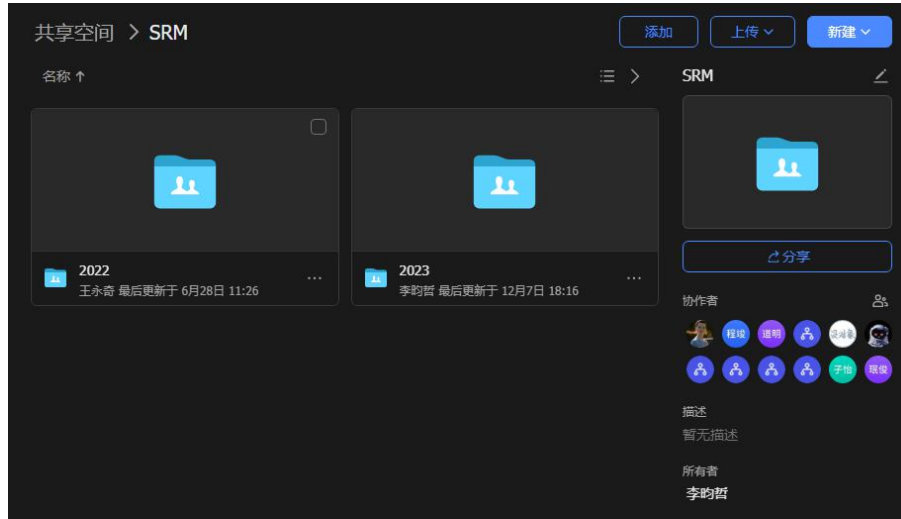 共享空间 > SRM
添加
上传
新建
名称 ↑
SRM
2022
王永奇 最后更新于 6月28日 11:26
2023
李昀哲 最后更新于 12月7日 18:16
分享
协作者
程峻
道明
子怡
珺俊
描述
暂无描述
所有者
李昀哲